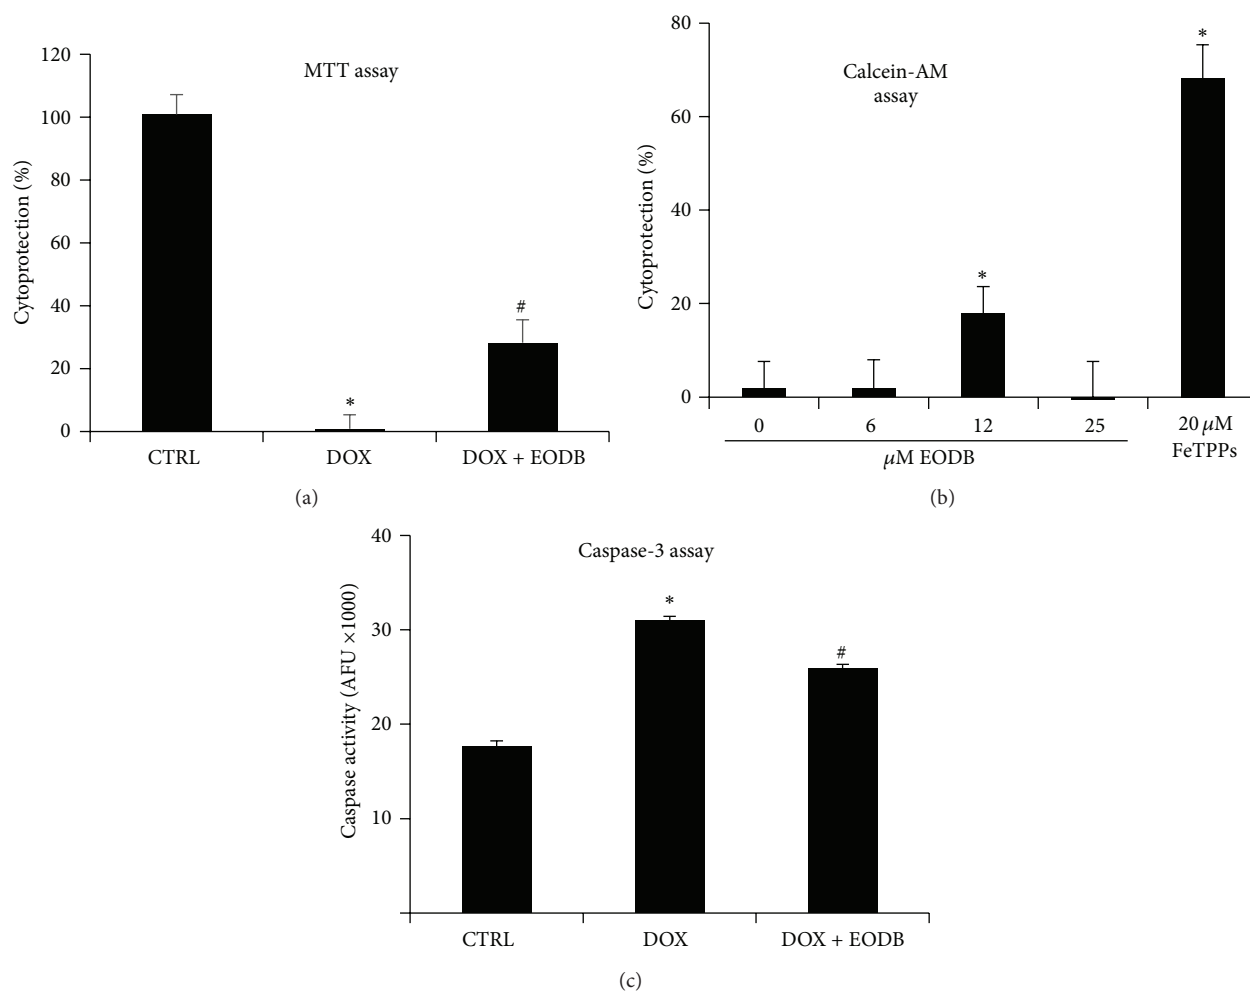 MTT assay
Cytoprotection (%)
120
100
80
60
40
20
0
*
#
CTRL DOX DOX + EODB
(a)
Calcein-AM
assay
Cytoprotection (%)
80
60
40
20
0
*
*
0 6 12 25 20 μM
FeTPPs
μM EODB
(b)
Caspase-3 assay
Caspase activity (AFU ×1000)
40
30
20
10
*
#
CTRL DOX DOX + EODB
(c)